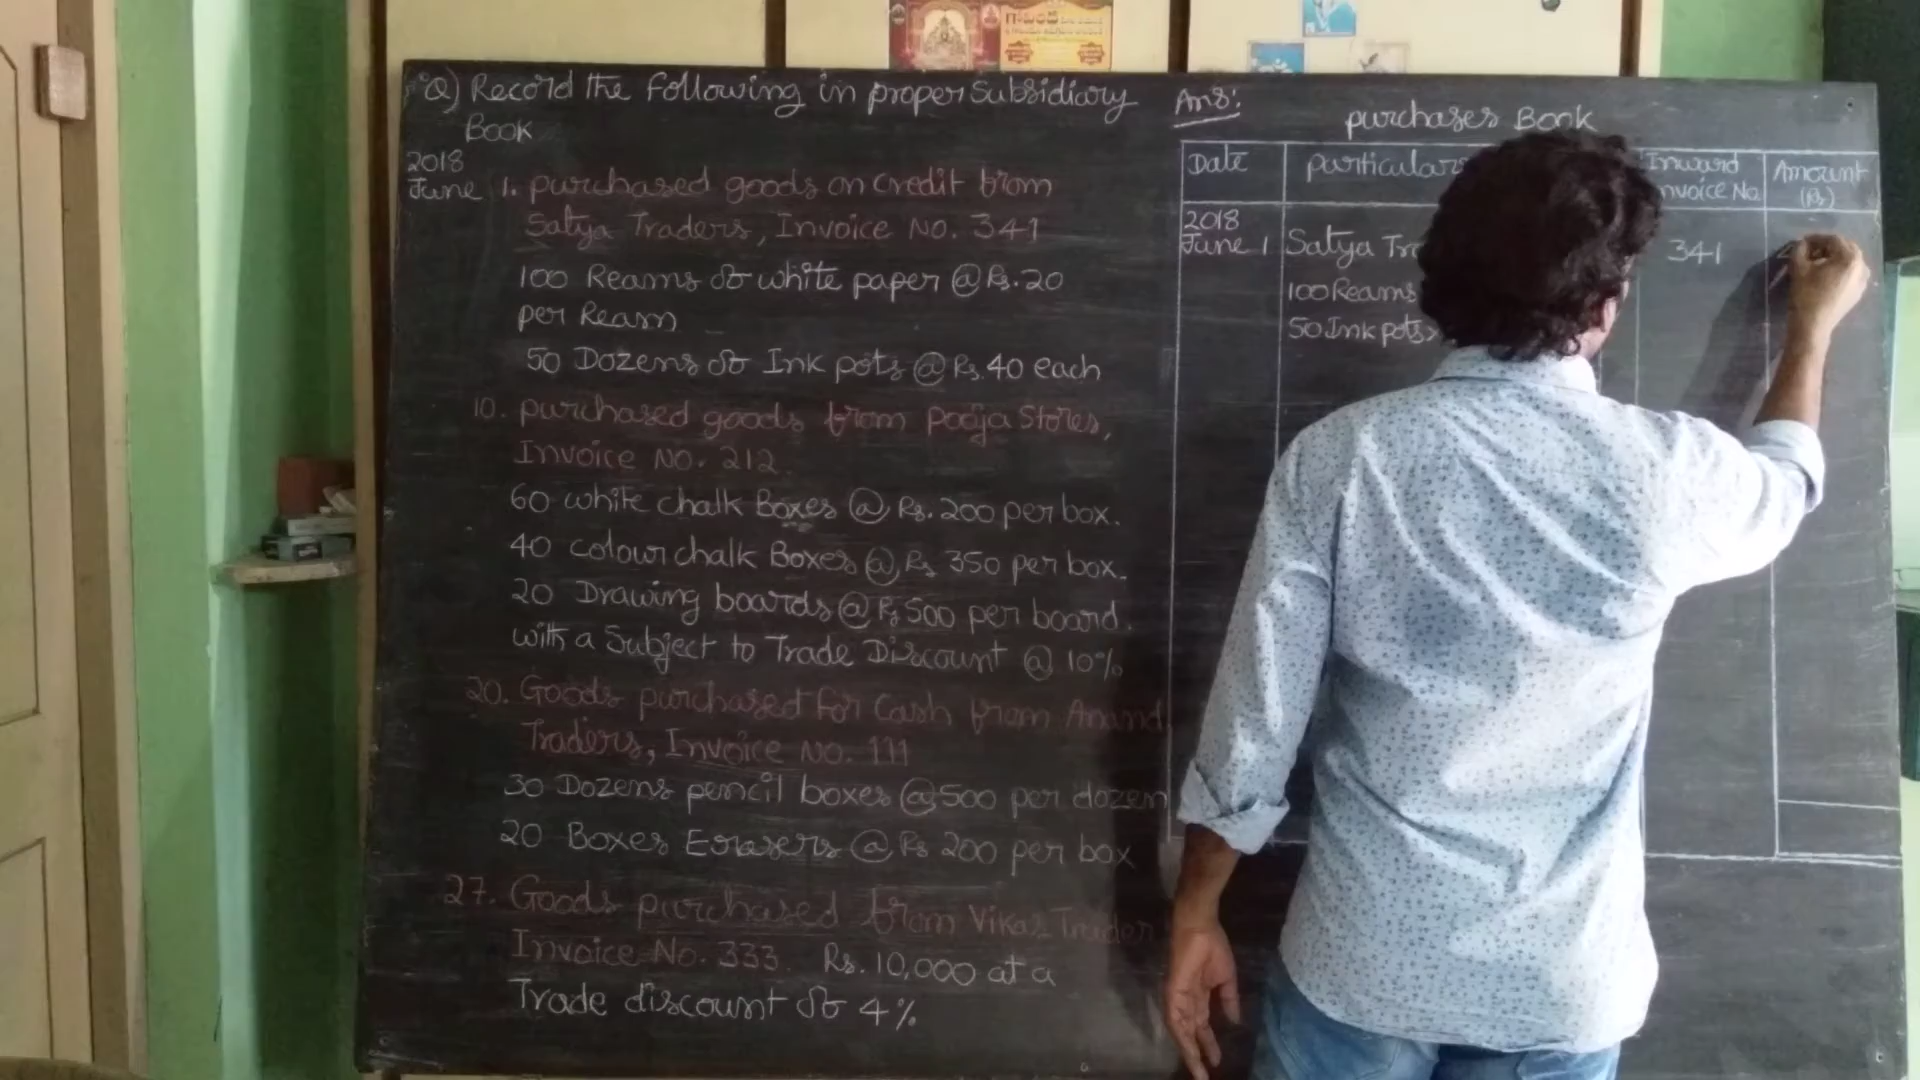 Q) Record the Following in proper Subsidiary
Book
2018
June 1. purchased goods on credit from
Satya Traders, Invoice No. 341
100 Reams of white paper @ Rs. 20
per Ream
50 Dozens of Ink pots @ Rs. 40 each
10. purchased goods from Pooja Stores,
Invoice No. 212.
60 white chalk Boxes @ Rs. 200 per box.
40 colour chalk Boxes @ Rs 350 per box.
20 Drawing boards @ Rs 500 per board.
with a Subject to Trade Discount @ 10%
20. Goods purchased for Cash from Anand
Traders, Invoice No. 111
30 Dozens pencil boxes @ 500 per dozen
20 Boxes Erasers @ Rs 200 per box
27. Goods purchased from Vikas Trader
Invoice No. 333. Rs. 10,000 at a
Trade discount of 4%
Ans:
purchases Book
Date particulars Inward Invoice No. Amount (Rs)
2018
June 1 Satya 341
100 Reams
50 Ink pots